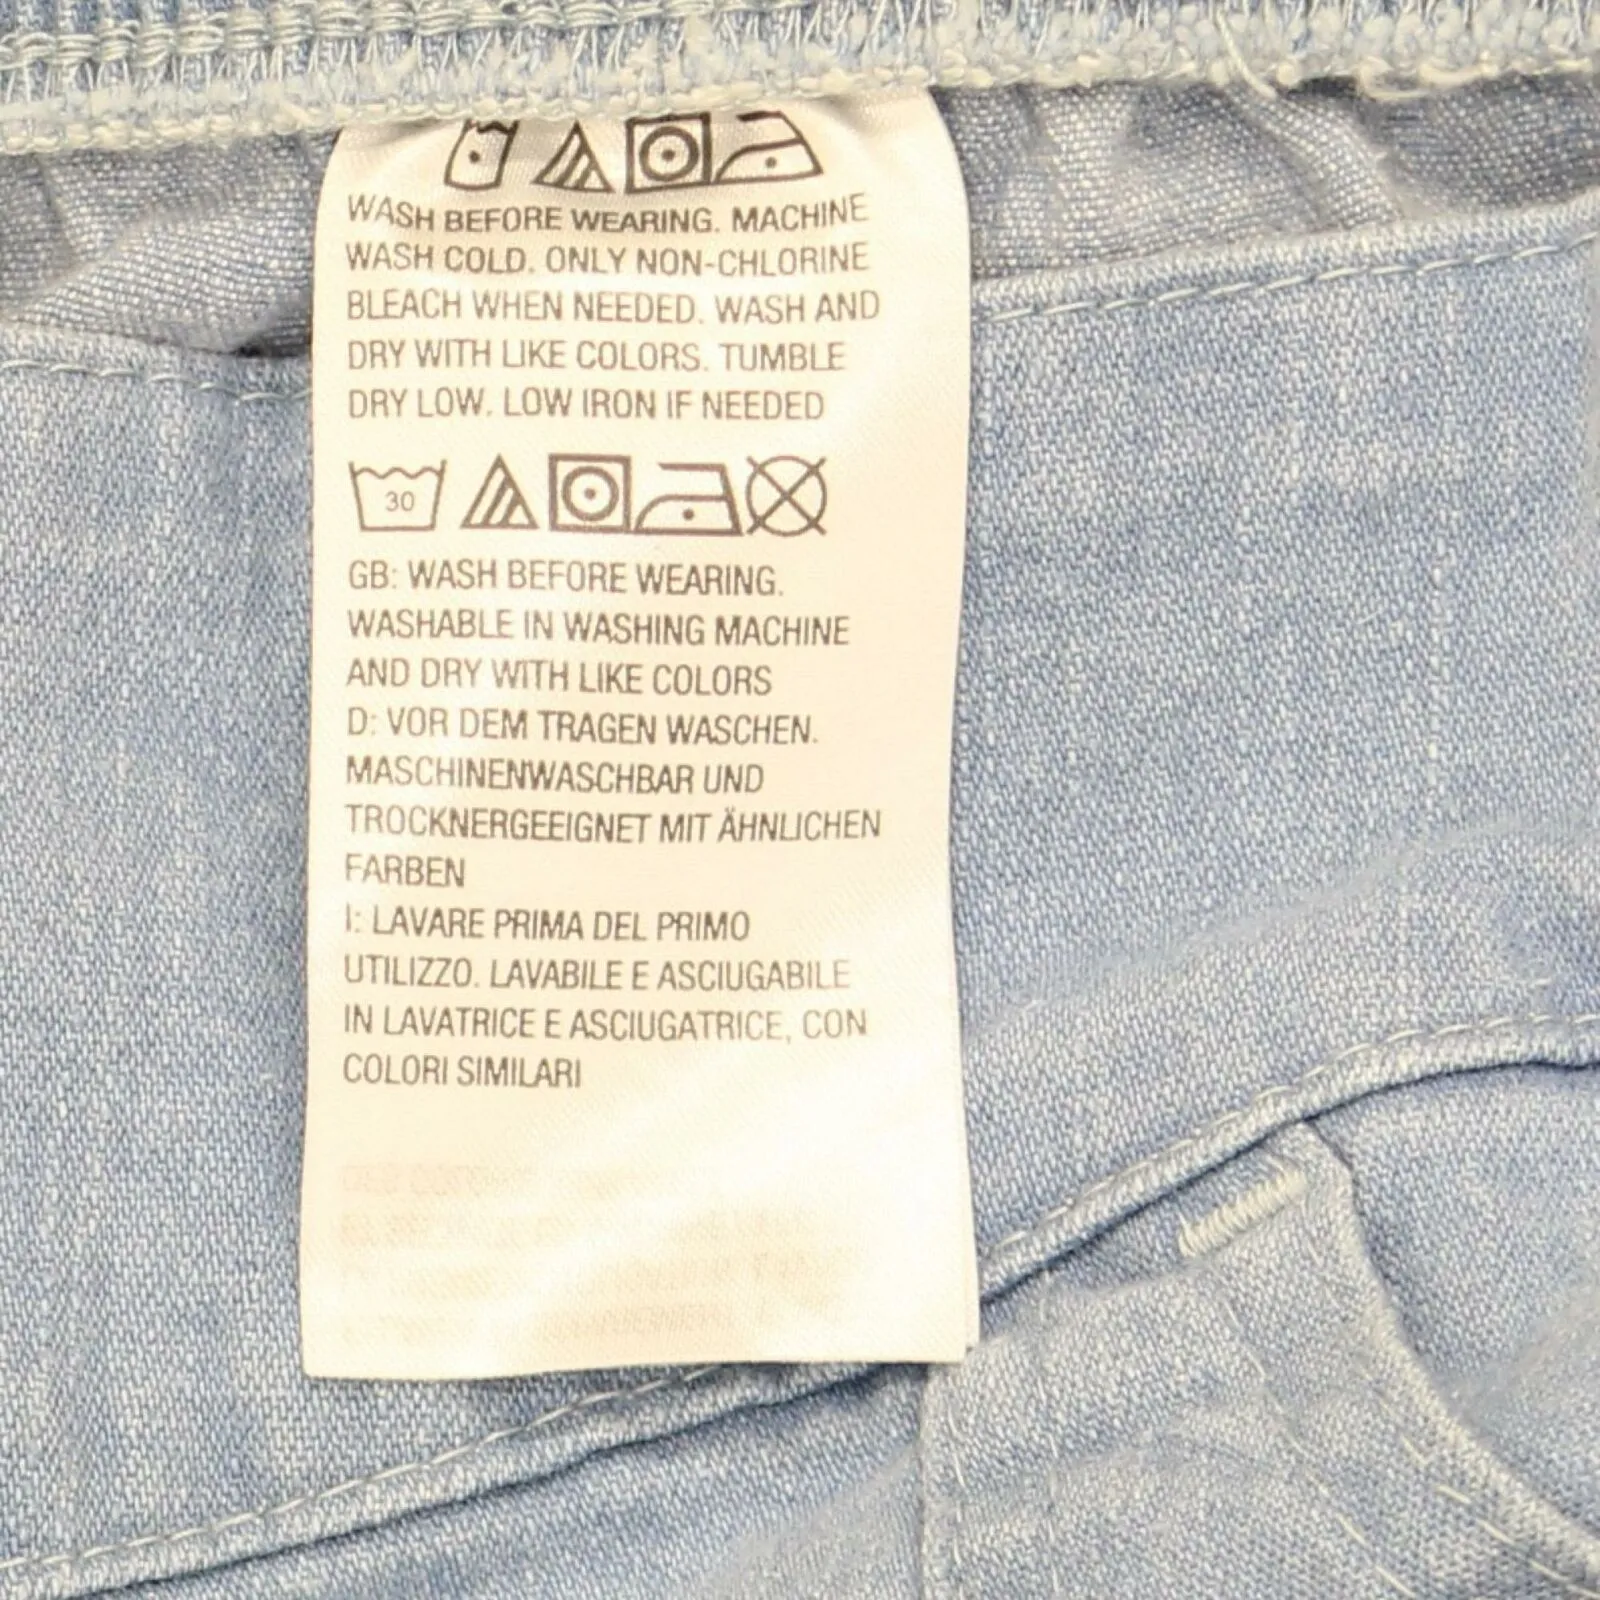 WASH BEFORE WEARING. MACHINE
WASH COLD. ONLY NON-CHLORINE
BLEACH WHEN NEEDED. WASH AND
DRY WITH LIKE COLORS. TUMBLE
DRY LOW. LOW IRON IF NEEDED
30
GB: WASH BEFORE WEARING.
WASHABLE IN WASHING MACHINE
AND DRY WITH LIKE COLORS
D: VOR DEM TRAGEN WASCHEN.
MASCHINENWASCHBAR UND
TROCKNERGEEIGNET MIT ÄHNLICHEN
FARBEN
I: LAVARE PRIMA DEL PRIMO
UTILIZZO. LAVABILE E ASCIUGABILE
IN LAVATRICE E ASCIUGATRICE, CON
COLORI SIMILARI